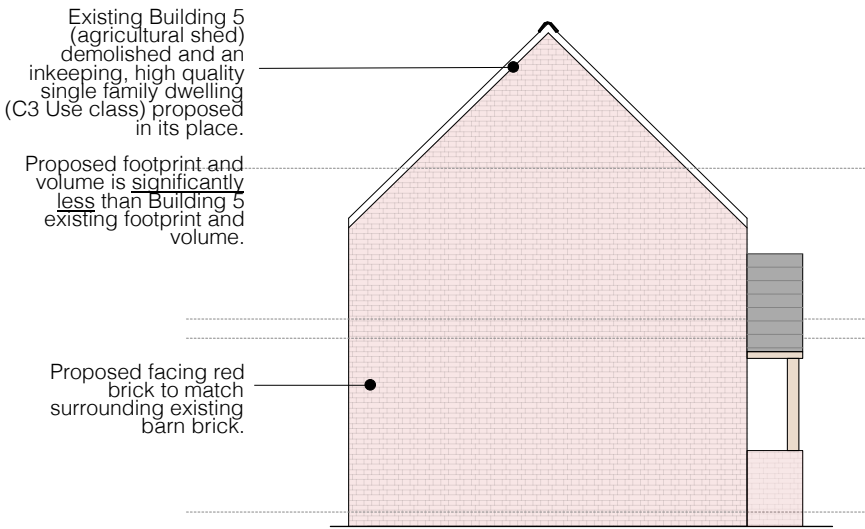 Existing Building 5
(agricultural shed)
demolished and an
inkeeping, high quality
single family dwelling
(C3 Use class) proposed
in its place.
Proposed footprint and
volume is significantly
less than Building 5
existing footprint and
volume.
Proposed facing red
brick to match
surrounding existing
barn brick.